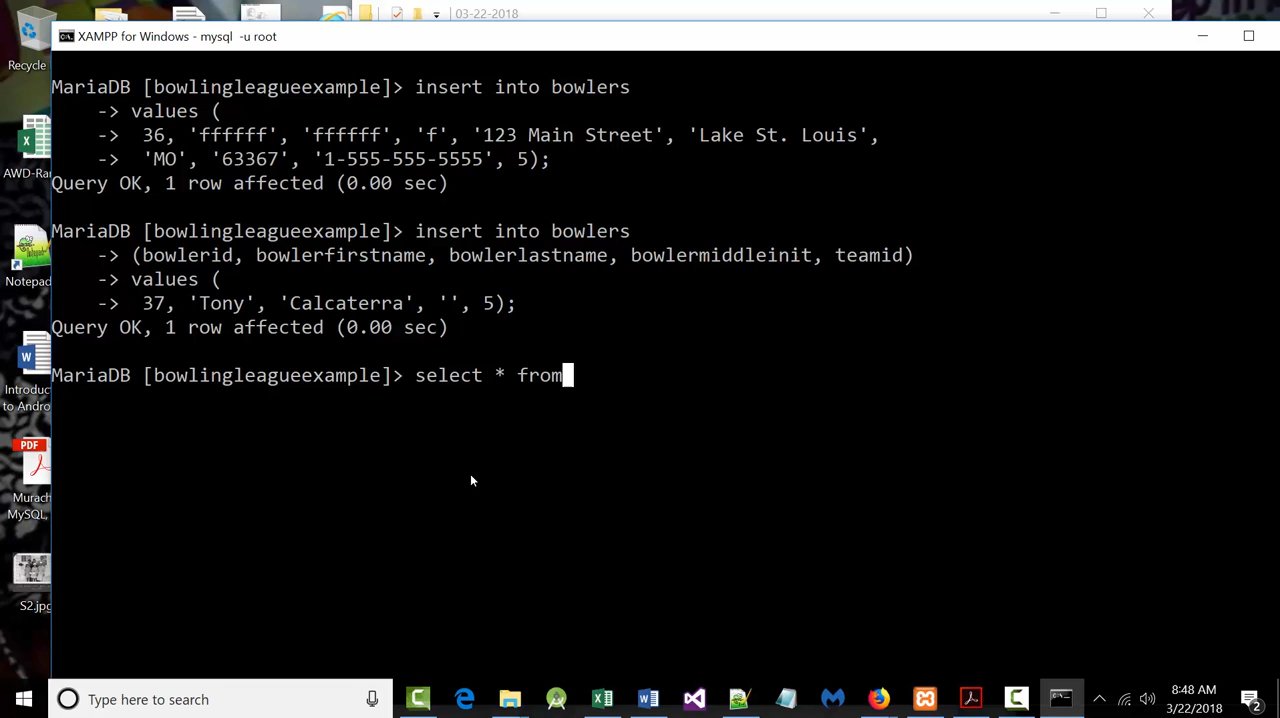 03-22-2018
XAMPP for Windows - mysql  -u root
Recycle
MariaDB [bowlingleagueexample]> insert into bowlers
    -> values (
    ->  36, 'ffffff', 'ffffff', 'f', '123 Main Street', 'Lake St. Louis',
    ->  'MO', '63367', '1-555-555-5555', 5);
Query OK, 1 row affected (0.00 sec)
AWD-Ran
MariaDB [bowlingleagueexample]> insert into bowlers
    -> (bowlerid, bowlerfirstname, bowlerlastname, bowlermiddleinit, teamid)
    -> values (
    ->  37, 'Tony', 'Calcaterra', '', 5);
Query OK, 1 row affected (0.00 sec)
Notepad
MariaDB [bowlingleagueexample]> select * from
Introduc
to Andro
PDF
Murach
MySQL,
S2.jpg
Type here to search
8:48 AM
3/22/2018
2